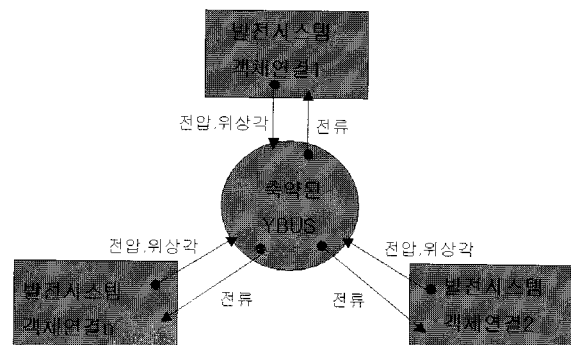 발전시스템
객체연결1
전압,위상각
전류
축약된
YBUS
전압,위상각
전류
발전시스템
객체연결n
전압,위상각
전류
발전시스템
객체연결2